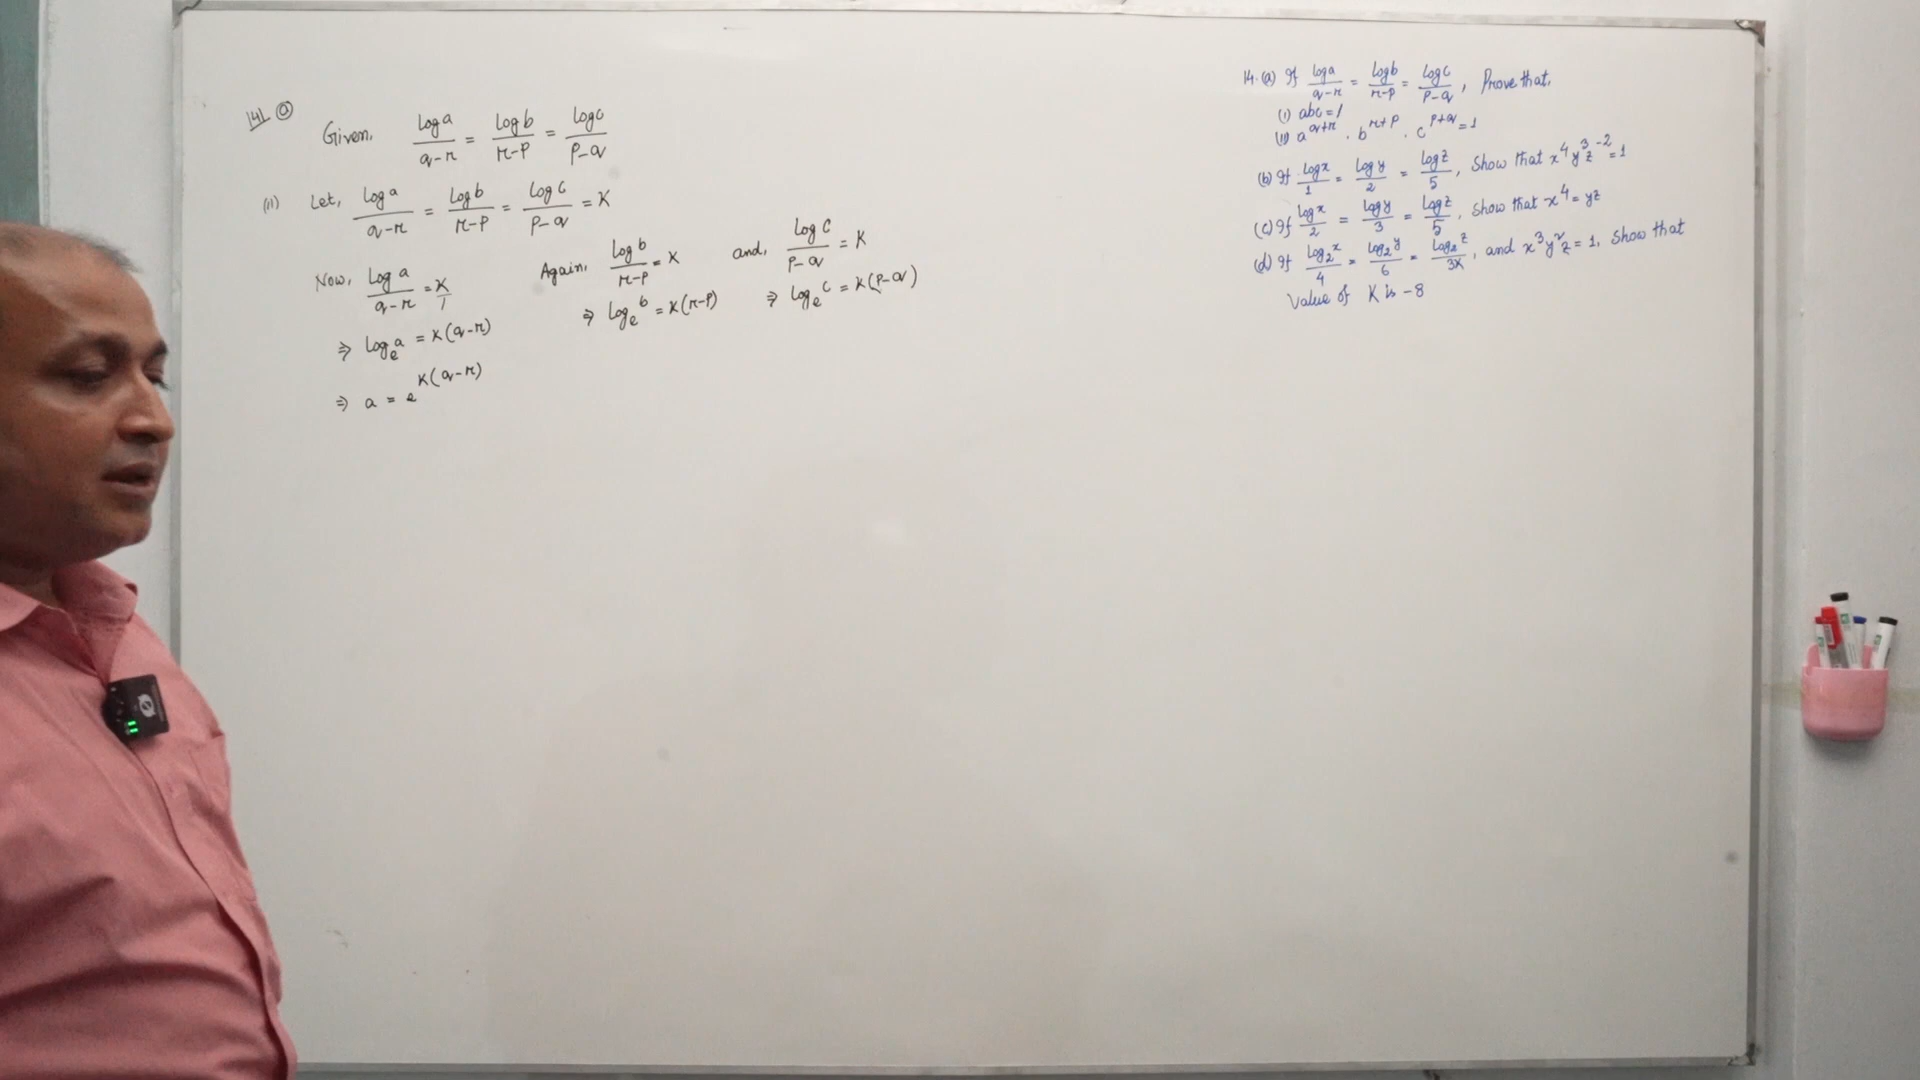 14. (a)
Given, log a / q-r = log b / r-p = log c / p-q
(ii) Let, log a / q-r = log b / r-p = log c / p-q = K
Now, log a / q-r = K / 1
⇒ logₑ a = K(q-r)
⇒ a = e^K(q-r)
Again, log b / r-p = K
⇒ logₑ b = K(r-p)
and, log c / p-q = K
⇒ logₑ c = K(p-q)
14. (a) If log a / q-r = log b / r-p = log c / p-q, Prove that,
(i) abc = 1
(ii) a^q+r . b^r+p . c^p+q = 1
(b) If log x / 1 = log y / 2 = log z / 5, Show that x^4 y^3 z^-2 = 1
(c) If log x / 2 = log y / 3 = log z / 5, Show that x^4 = yz
(d) If log₂ x / 4 = log₂ y / 6 = log₂ z / 3K, and x^3 y^2 z = 1, Show that
Value of K is -8